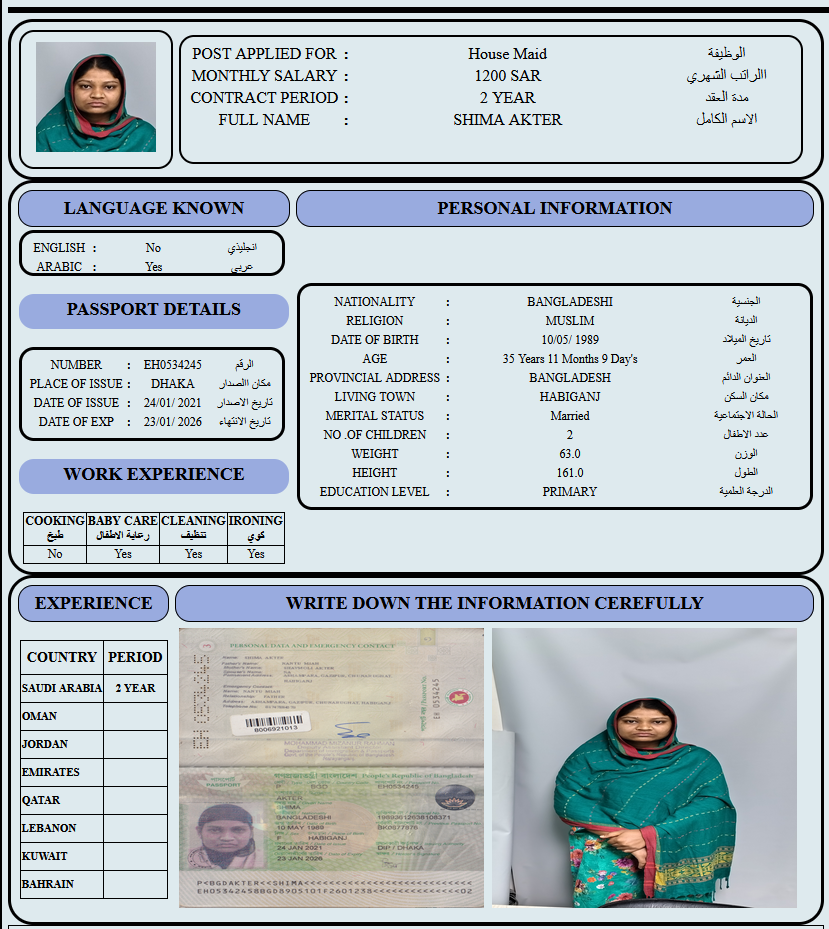 POST APPLIED FOR : House Maid الوظيفة
MONTHLY SALARY : 1200 SAR االراتب الشهري
CONTRACT PERIOD : 2 YEAR مدة العقد
FULL NAME : SHIMA AKTER الاسم الكامل
LANGUAGE KNOWN
ENGLISH : No انجليذي
ARABIC : Yes عربي
PASSPORT DETAILS
NUMBER : EH0534245 الرقم
PLACE OF ISSUE : DHAKA مكان االصدار
DATE OF ISSUE : 24/01/ 2021 تاريخ الاصدار
DATE OF EXP : 23/01/ 2026 تاريخ الانتهاء
WORK EXPERIENCE
COOKING BABY CARE CLEANING IRONING
طبخ رعاية الاطفال تنظيف كوي
No Yes Yes Yes
PERSONAL INFORMATION
NATIONALITY : BANGLADESHI الجنسية
RELIGION : MUSLIM الديانة
DATE OF BIRTH : 10/05/ 1989 تاريخ الميلاد
AGE : 35 Years 11 Months 9 Day's العمر
PROVINCIAL ADDRESS : BANGLADESH العنوان الدائم
LIVING TOWN : HABIGANJ مكان السكن
MERITAL STATUS : Married الحالة الاجتماعية
NO .OF CHILDREN : 2 عدد الاطفال
WEIGHT : 63.0 الوزن
HEIGHT : 161.0 الطول
EDUCATION LEVEL : PRIMARY الدرجة العلمية
EXPERIENCE
COUNTRY PERIOD
SAUDI ARABIA 2 YEAR
OMAN
JORDAN
EMIRATES
QATAR
LEBANON
KUWAIT
BAHRAIN
WRITE DOWN THE INFORMATION CEREFULLY
PERSONAL DATA AND EMERGENCY CONTACT
EH 0534245
8006921013
PASSPORT
People's Republic of Bangladesh
P BGD EH0534245
AKTER
SHIMA
BANGLADESHI
10 MAY 1989
F HABIGANJ
24 JAN 2021 DIP / DHAKA
23 JAN 2026